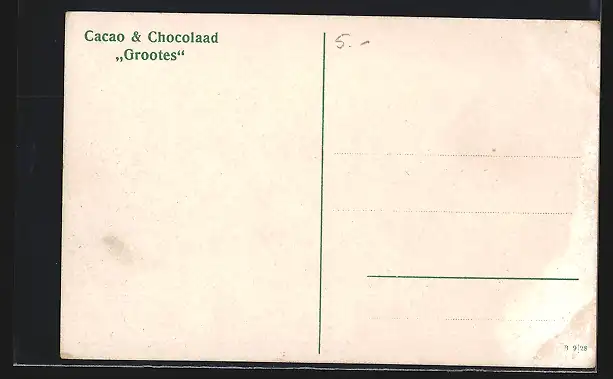 Cacao & Chocolaad
„Grootes“
5.-
9/28